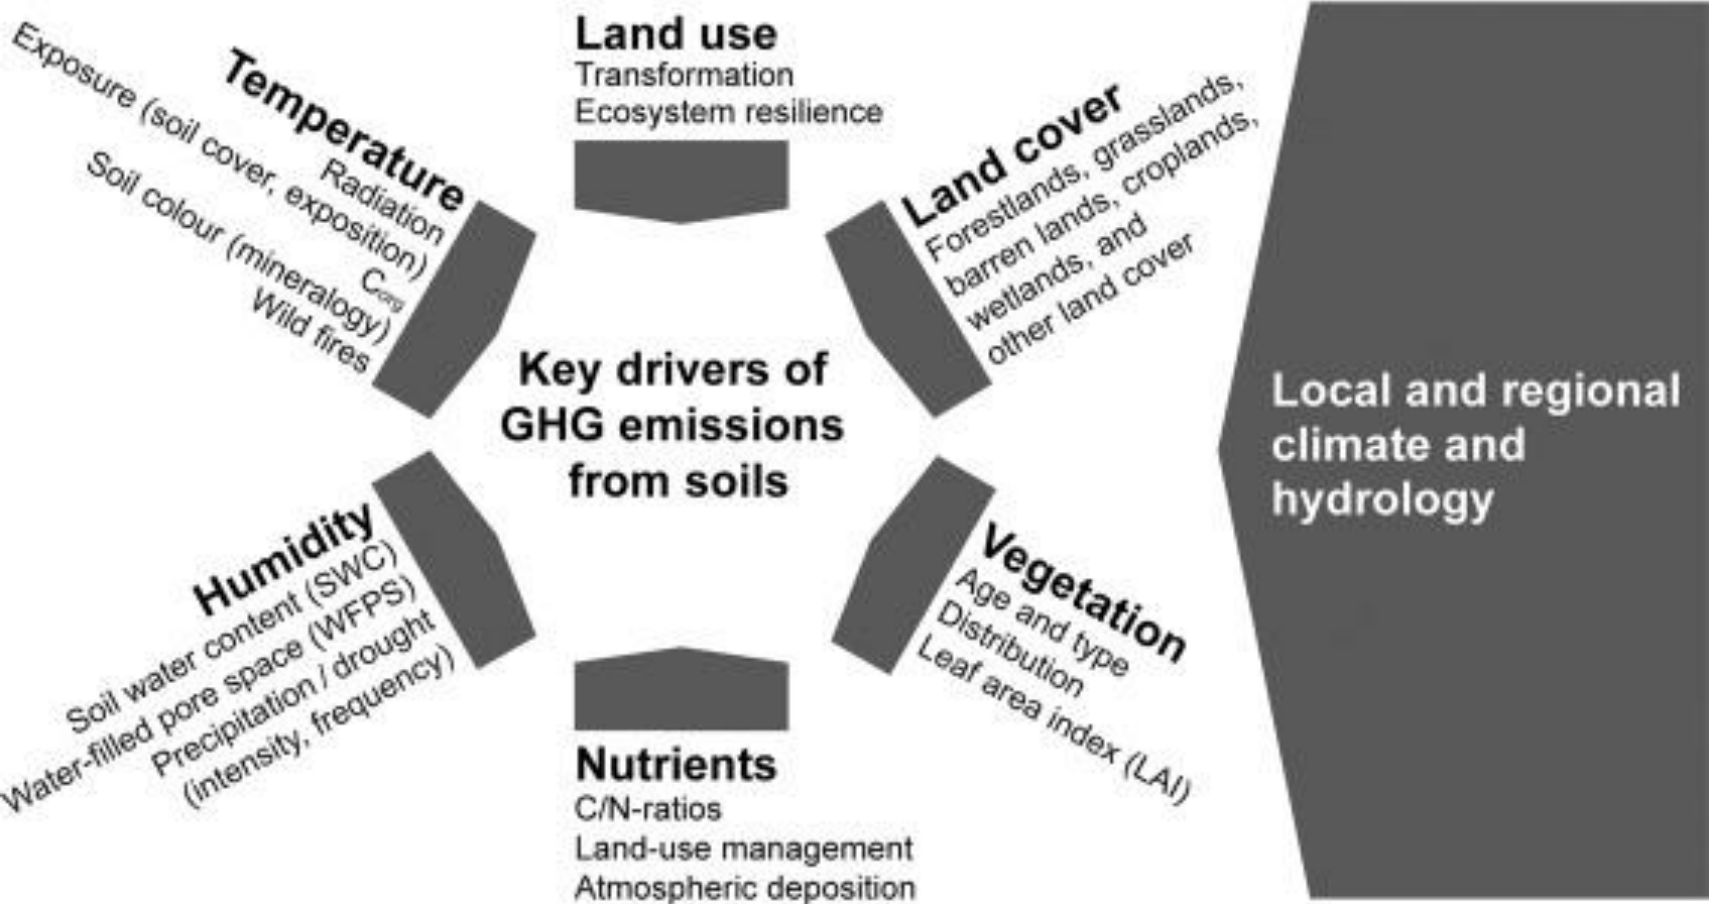 Land use
Transformation
Ecosystem resilience
Temperature
Radiation
Exposure (soil cover, exposition)
Corg
Soil colour (mineralogy)
Wild fires
Land cover
Forestlands, grasslands,
barren lands, croplands,
wetlands, and
other land cover
Key drivers of
GHG emissions
from soils
Local and regional
climate and
hydrology
Humidity
Soil water content (SWC)
Water-filled pore space (WFPS)
Precipitation / drought
(intensity, frequency)
Vegetation
Age and type
Distribution
Leaf area index (LAI)
Nutrients
C/N-ratios
Land-use management
Atmospheric deposition